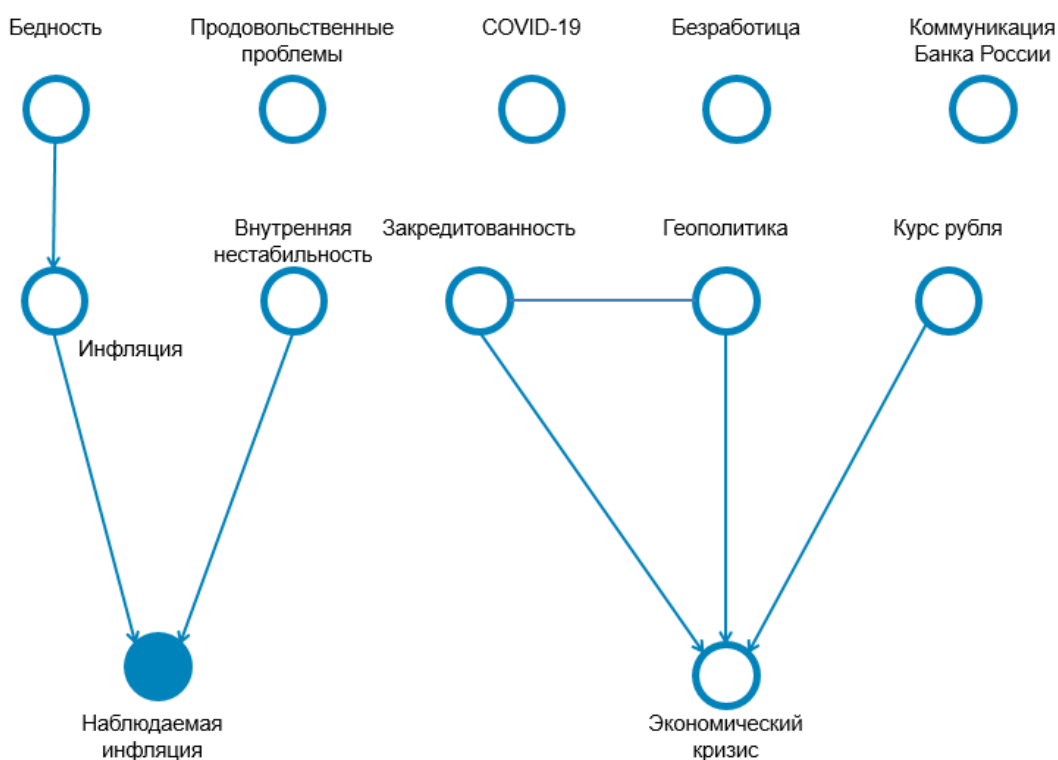 Бедность
Продовольственные
проблемы
COVID-19
Безработица
Коммуникация
Банка России
Внутренняя
нестабильность
Закредитованность
Геополитика
Курс рубля
Инфляция
Наблюдаемая
инфляция
Экономический
кризис